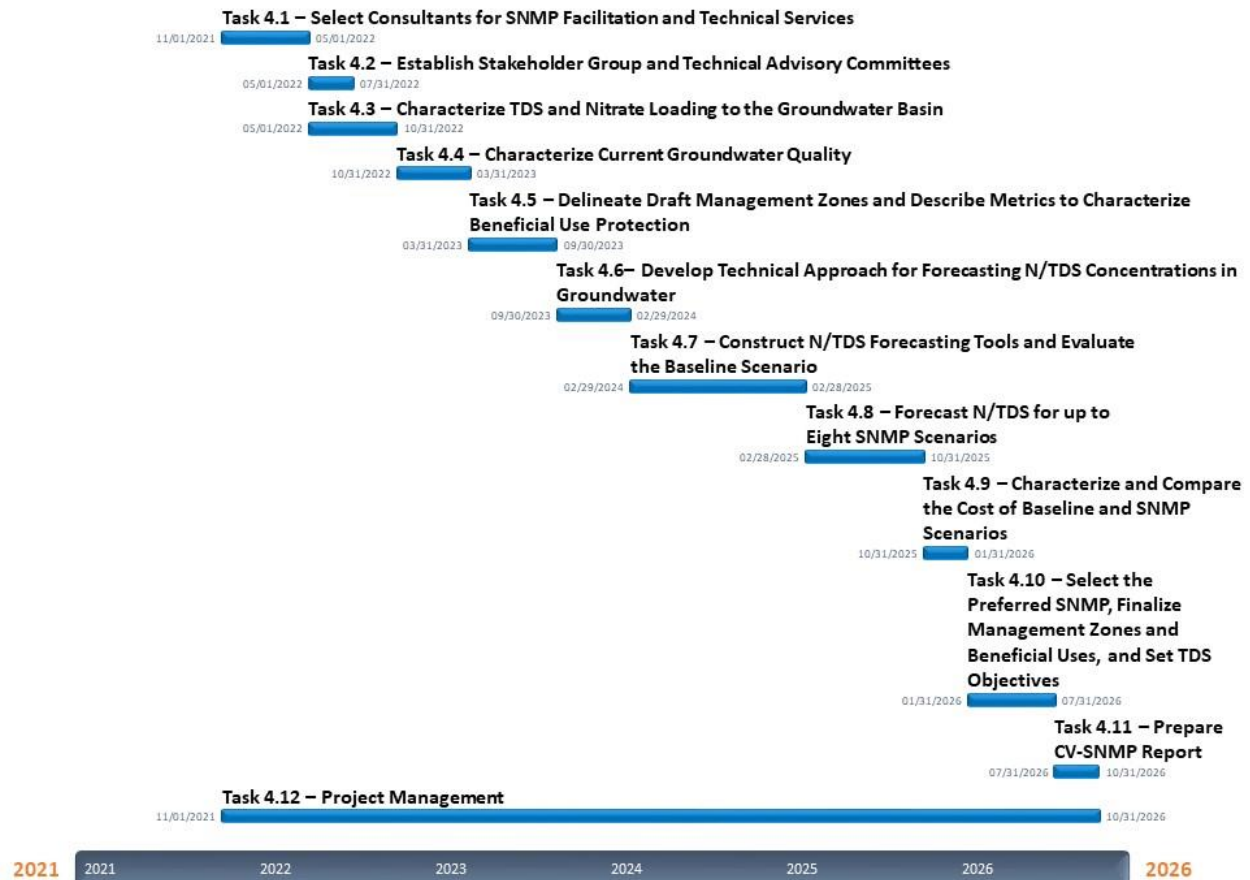 Task 4.1 – Select Consultants for SNMP Facilitation and Technical Services
11/01/2021 05/01/2022
Task 4.2 – Establish Stakeholder Group and Technical Advisory Committees
05/01/2022 07/31/2022
Task 4.3 – Characterize TDS and Nitrate Loading to the Groundwater Basin
05/01/2022 10/31/2022
Task 4.4 – Characterize Current Groundwater Quality
10/31/2022 03/31/2023
Task 4.5 – Delineate Draft Management Zones and Describe Metrics to Characterize
Beneficial Use Protection
03/31/2023 09/30/2023
Task 4.6– Develop Technical Approach for Forecasting N/TDS Concentrations in
Groundwater
09/30/2023 02/29/2024
Task 4.7 – Construct N/TDS Forecasting Tools and Evaluate
the Baseline Scenario
02/29/2024 02/28/2025
Task 4.8 – Forecast N/TDS for up to
Eight SNMP Scenarios
02/28/2025 10/31/2025
Task 4.9 – Characterize and Compare
the Cost of Baseline and SNMP
Scenarios
10/31/2025 01/31/2026
Task 4.10 – Select the
Preferred SNMP, Finalize
Management Zones and
Beneficial Uses, and Set TDS
Objectives
01/31/2026 07/31/2026
Task 4.11 – Prepare
CV-SNMP Report
07/31/2026 10/31/2026
Task 4.12 – Project Management
11/01/2021 10/31/2026
2021 2021 2022 2023 2024 2025 2026 2026